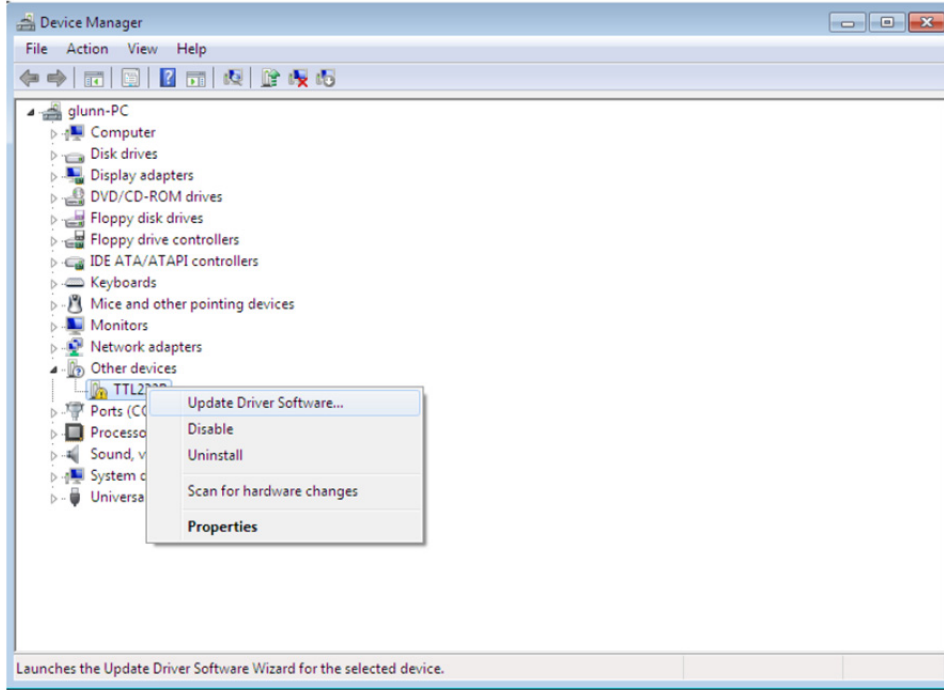 Device Manager
File Action View Help
glunn-PC
Computer
Disk drives
Display adapters
DVD/CD-ROM drives
Floppy disk drives
Floppy drive controllers
IDE ATA/ATAPI controllers
Keyboards
Mice and other pointing devices
Monitors
Network adapters
Other devices
Update Driver Software...
Ports
Disable
Sound,
Uninstall
System
Scan for hardware changes
Properties
Launches the Update Driver Software Wizard for the selected device.